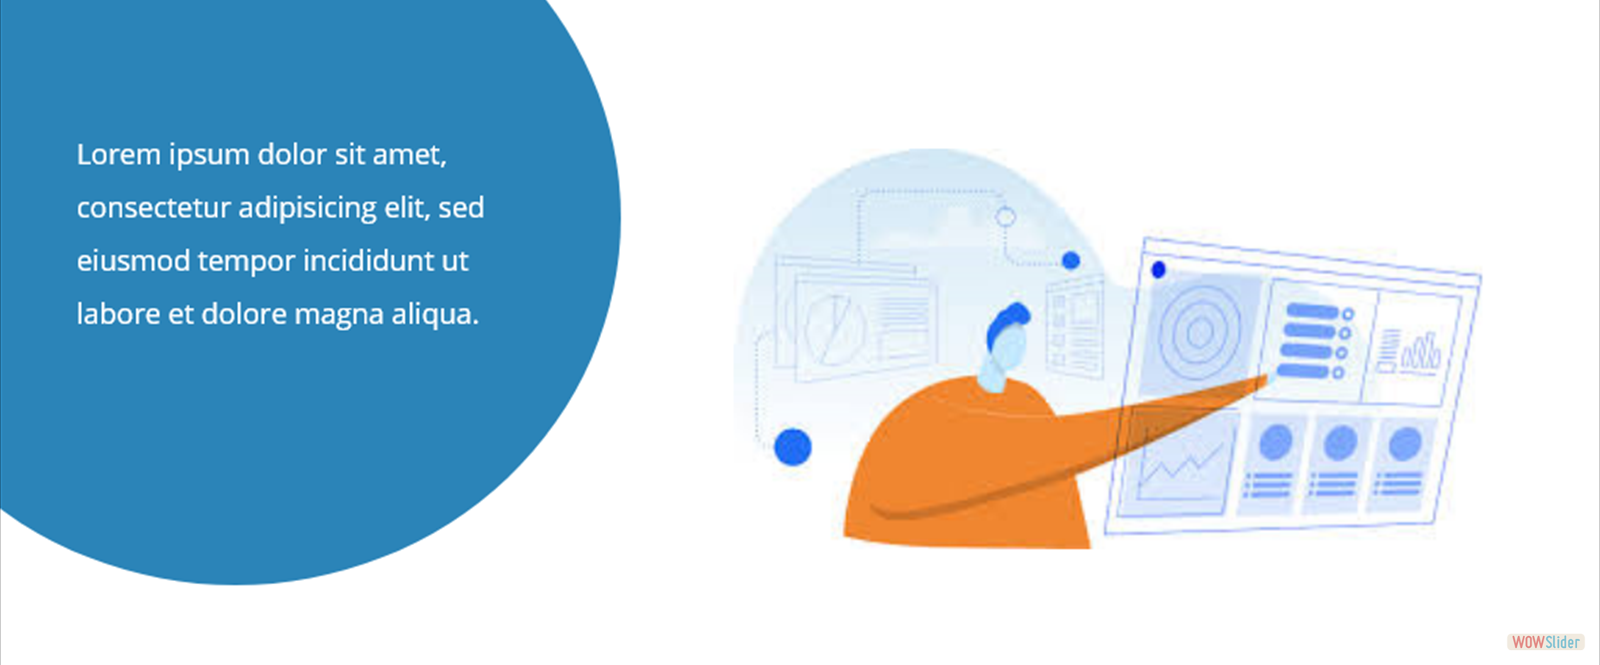 Lorem ipsum dolor sit amet,
consectetur adipisicing elit, sed
eiusmod tempor incididunt ut
labore et dolore magna aliqua.
WOWSlider